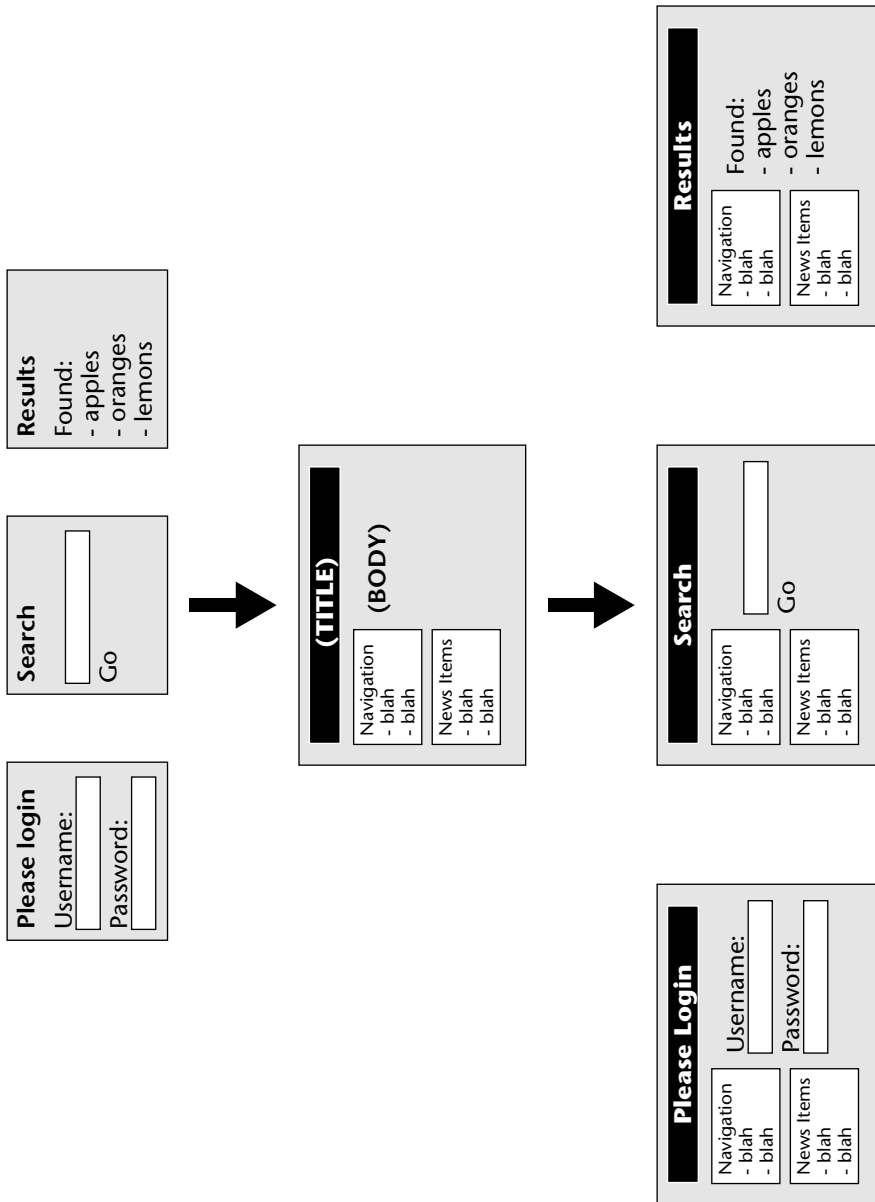 Please login
Username:
Password:
Search
Go
Results
Found:
- apples
- oranges
- lemons
(TITLE)
Navigation
- blah
- blah
News Items
- blah
- blah
(BODY)
Please Login
Navigation
- blah
- blah
News Items
- blah
- blah
Username:
Password:
Search
Navigation
- blah
- blah
News Items
- blah
- blah
Go
Results
Navigation
- blah
- blah
News Items
- blah
- blah
Found:
- apples
- oranges
- lemons